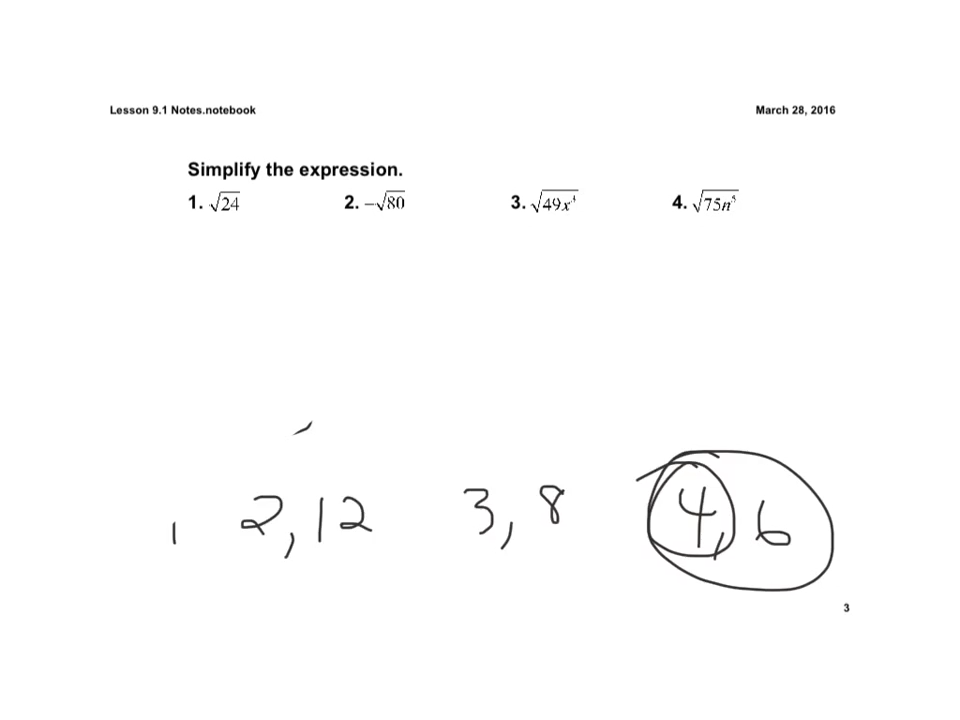 Lesson 9.1 Notes.notebook March 28, 2016
Simplify the expression.
1. √24 2. −√80 3. √49x⁴ 4. √75n⁵
1 2,12 3,8 4,6
3